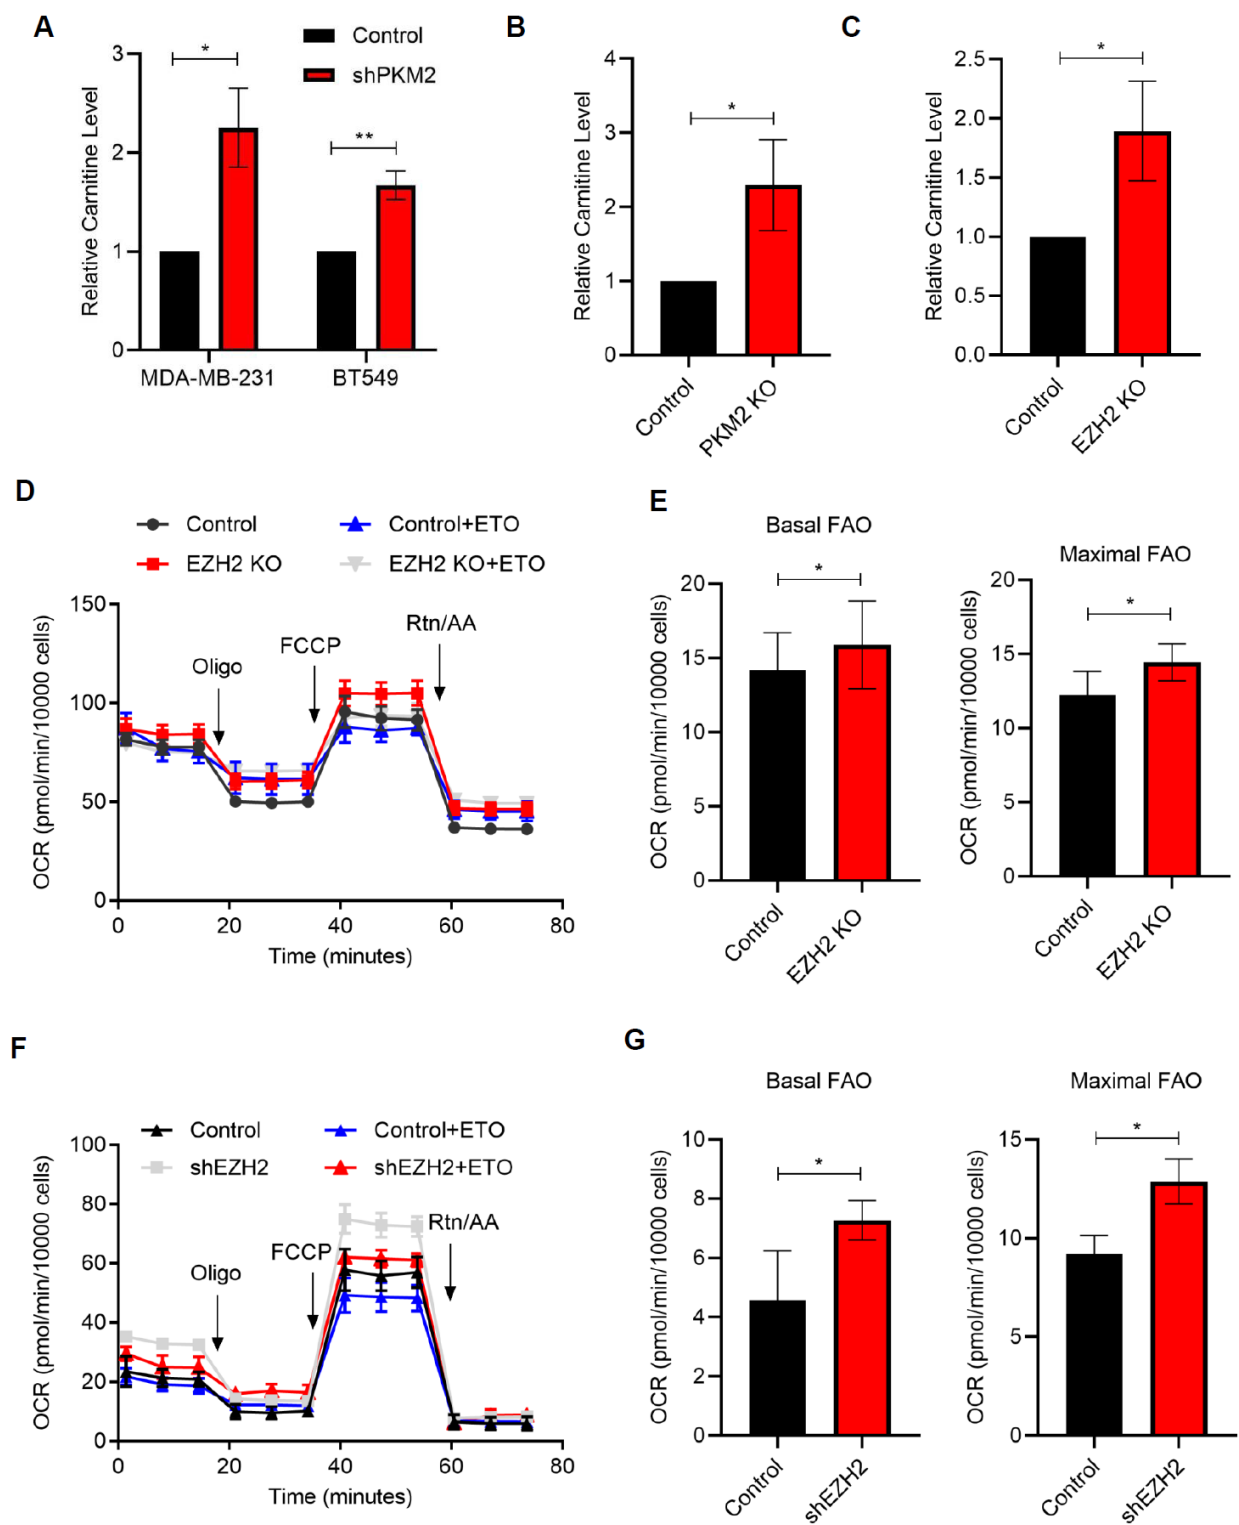 A
Control
shPKM2
*
**
3
2
1
0
Relative Carnitine Level
MDA-MB-231
BT549
B
4
3
2
1
0
*
Relative Carnitine Level
Control
PKM2 KO
C
2.5
2.0
1.5
1.0
0.5
0.0
*
Relative Carnitine Level
Control
EZH2 KO
D
Control
Control+ETO
EZH2 KO
EZH2 KO+ETO
150
100
50
0
OCR (pmol/min/10000 cells)
Oligo
FCCP
Rtn/AA
0 20 40 60 80
Time (minutes)
E
Basal FAO
20
15
10
5
0
*
OCR (pmol/min/10000 cells)
Control
EZH2 KO
Maximal FAO
20
15
10
5
0
*
OCR (pmol/min/10000 cells)
Control
EZH2 KO
F
Control
Control+ETO
shEZH2
shEZH2+ETO
100
80
60
40
20
0
OCR (pmol/min/10000 cells)
Oligo
FCCP
Rtn/AA
0 20 40 60 80
Time (minutes)
G
Basal FAO
10
8
6
4
2
0
*
OCR (pmol/min/10000 cells)
Control
shEZH2
Maximal FAO
15
10
5
0
*
OCR (pmol/min/10000 cells)
Control
shEZH2